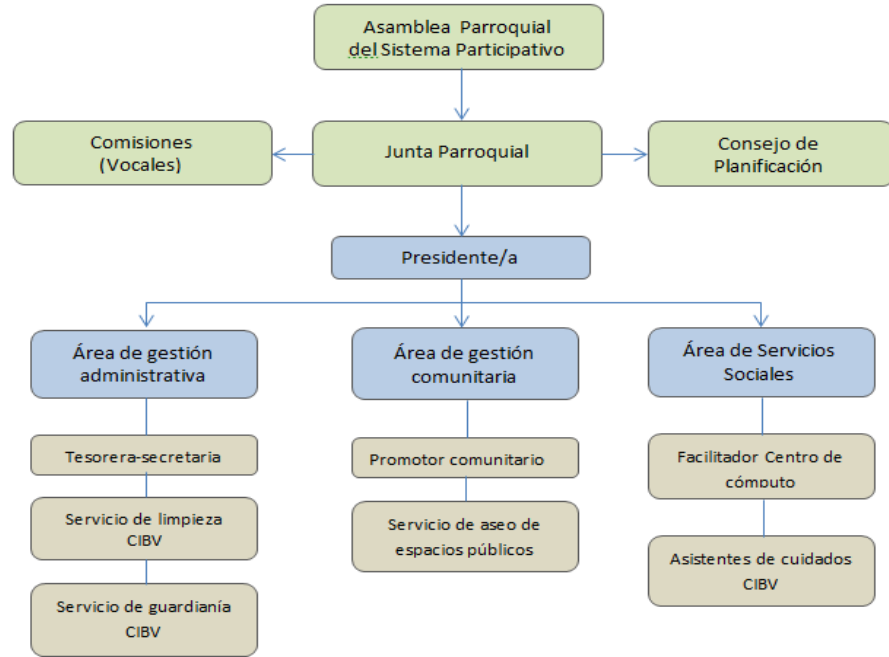 Asamblea Parroquial
del Sistema Participativo
Comisiones
(Vocales)
Junta Parroquial
Consejo de
Planificación
Presidente/a
Área de gestión
administrativa
Área de gestión
comunitaria
Área de Servicios
Sociales
Tesorera-secretaria
Servicio de limpieza
CIBV
Servicio de guardianía
CIBV
Promotor comunitario
Servicio de aseo de
espacios públicos
Facilitador Centro de
cómputo
Asistentes de cuidados
CIBV